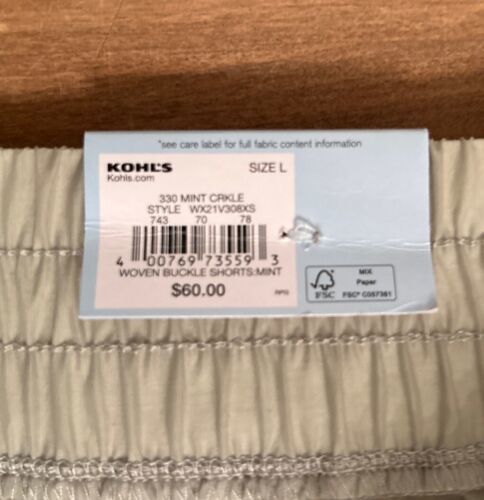 *see care label for full fabric content information
KOHL'S SIZE L
Kohls.com
330 MINT CRKLE
STYLE WX21V308XS
743 70 78
4 00769 73559 3
WOVEN BUCKLE SHORTS:MINT
$60.00
MIX
Paper
FSC FSC® C057361